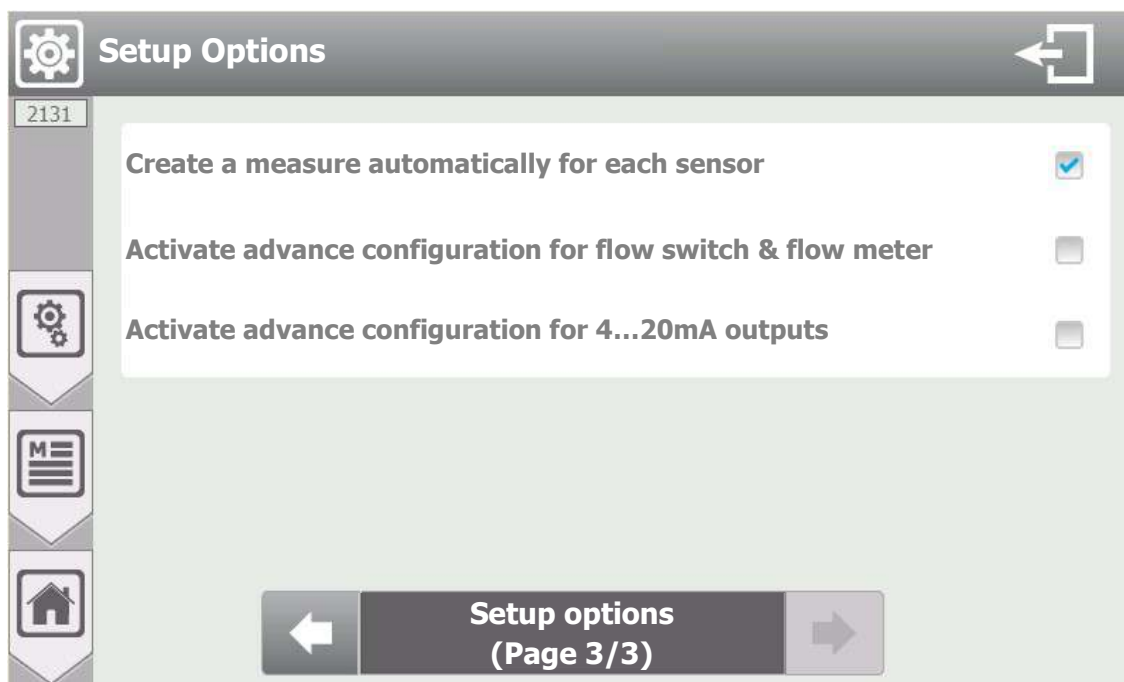 Setup Options
2131
Create a measure automatically for each sensor
Activate advance configuration for flow switch & flow meter
Activate advance configuration for 4...20mA outputs
M
Setup options
(Page 3/3)